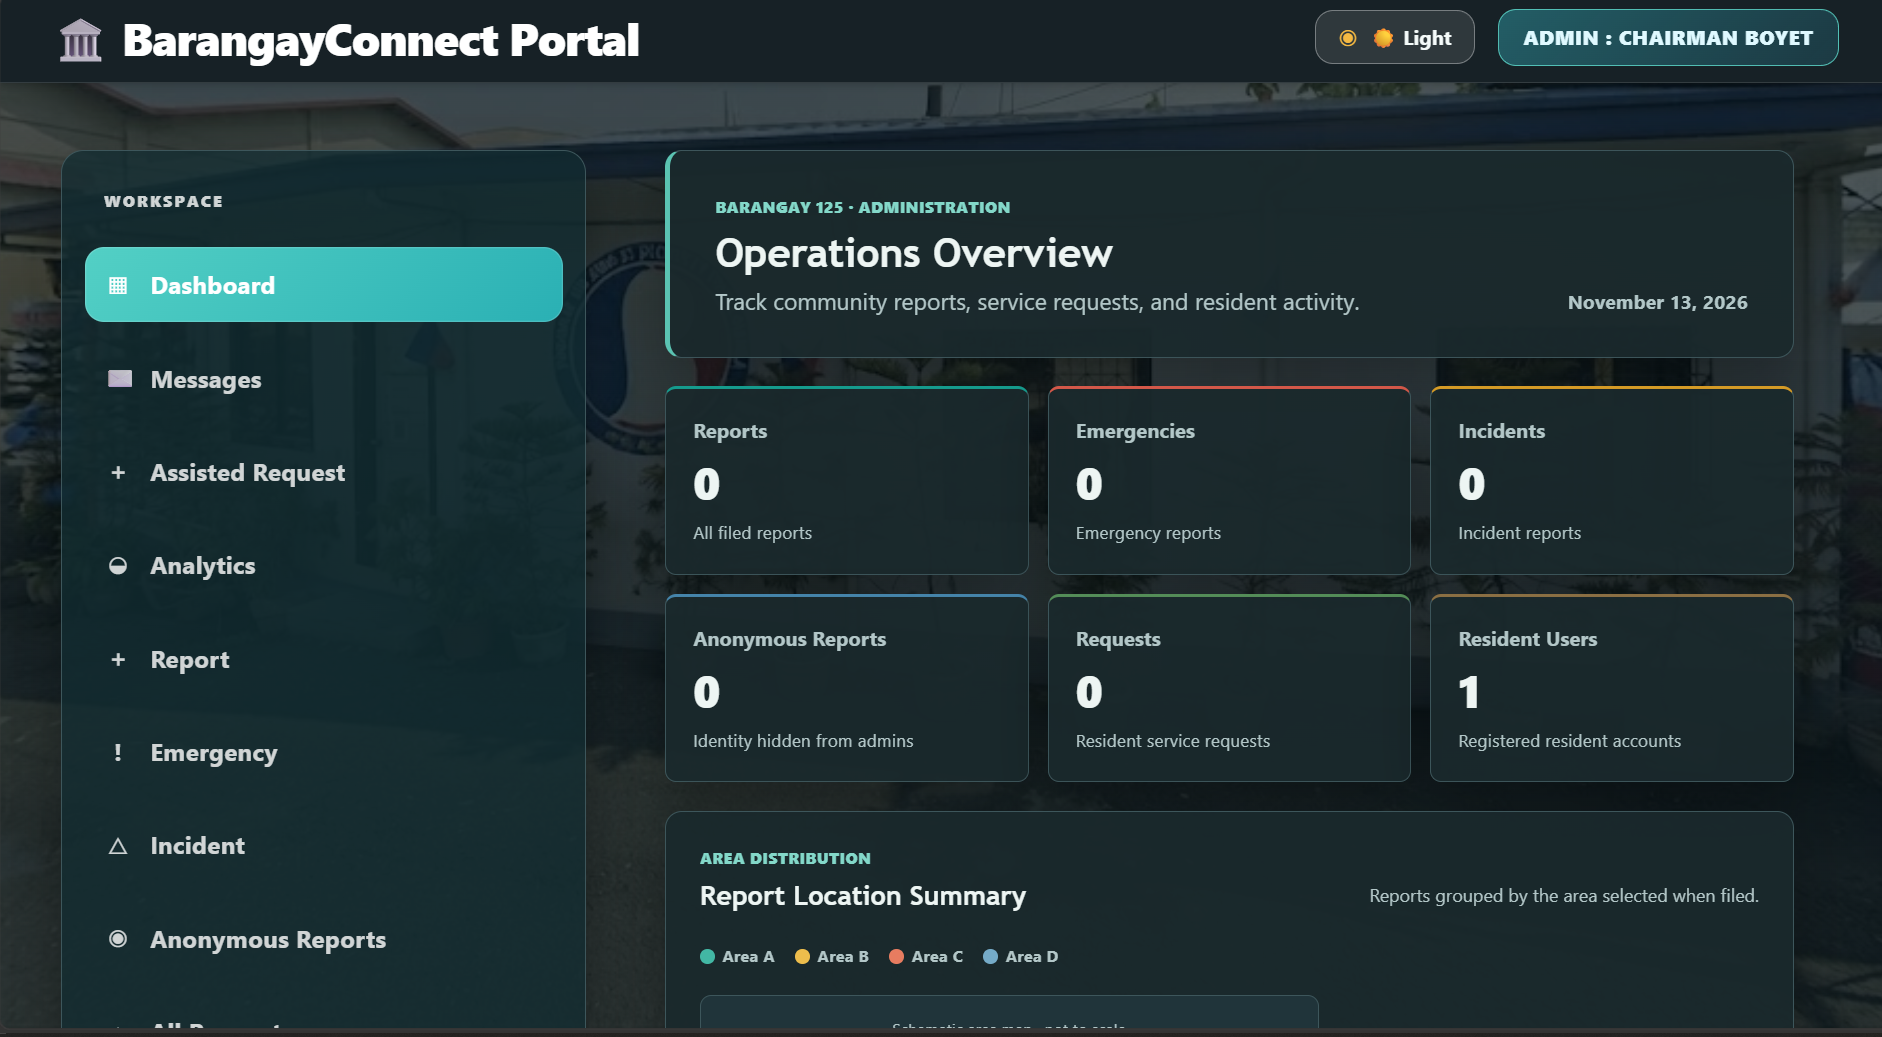 BarangayConnect Portal
Light
ADMIN : CHAIRMAN BOYET
WORKSPACE
Dashboard
Messages
Assisted Request
Analytics
Report
Emergency
Incident
Anonymous Reports
BARANGAY 125 · ADMINISTRATION
Operations Overview
Track community reports, service requests, and resident activity.
November 13, 2026
Reports
0
All filed reports
Emergencies
0
Emergency reports
Incidents
0
Incident reports
Anonymous Reports
0
Identity hidden from admins
Requests
0
Resident service requests
Resident Users
1
Registered resident accounts
AREA DISTRIBUTION
Report Location Summary
Reports grouped by the area selected when filed.
Area A
Area B
Area C
Area D